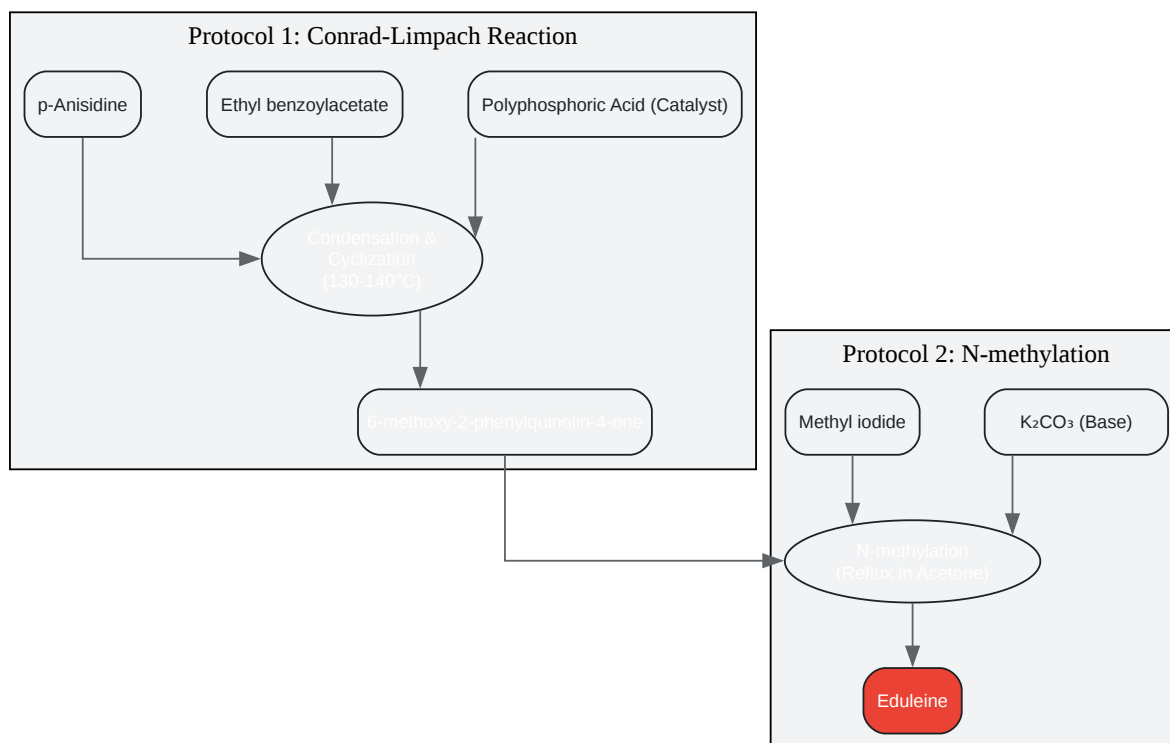 Protocol 1: Conrad-Limpach Reaction
p-Anisidine
Ethyl benzoylacetate
Polyphosphoric Acid (Catalyst)
Condensation &
Cyclization
(130-140°C)
6-methoxy-2-phenylquinolin-4-one
Protocol 2: N-methylation
Methyl iodide
K₂CO₃ (Base)
N-methylation
(Reflux in Acetone)
Eduleine